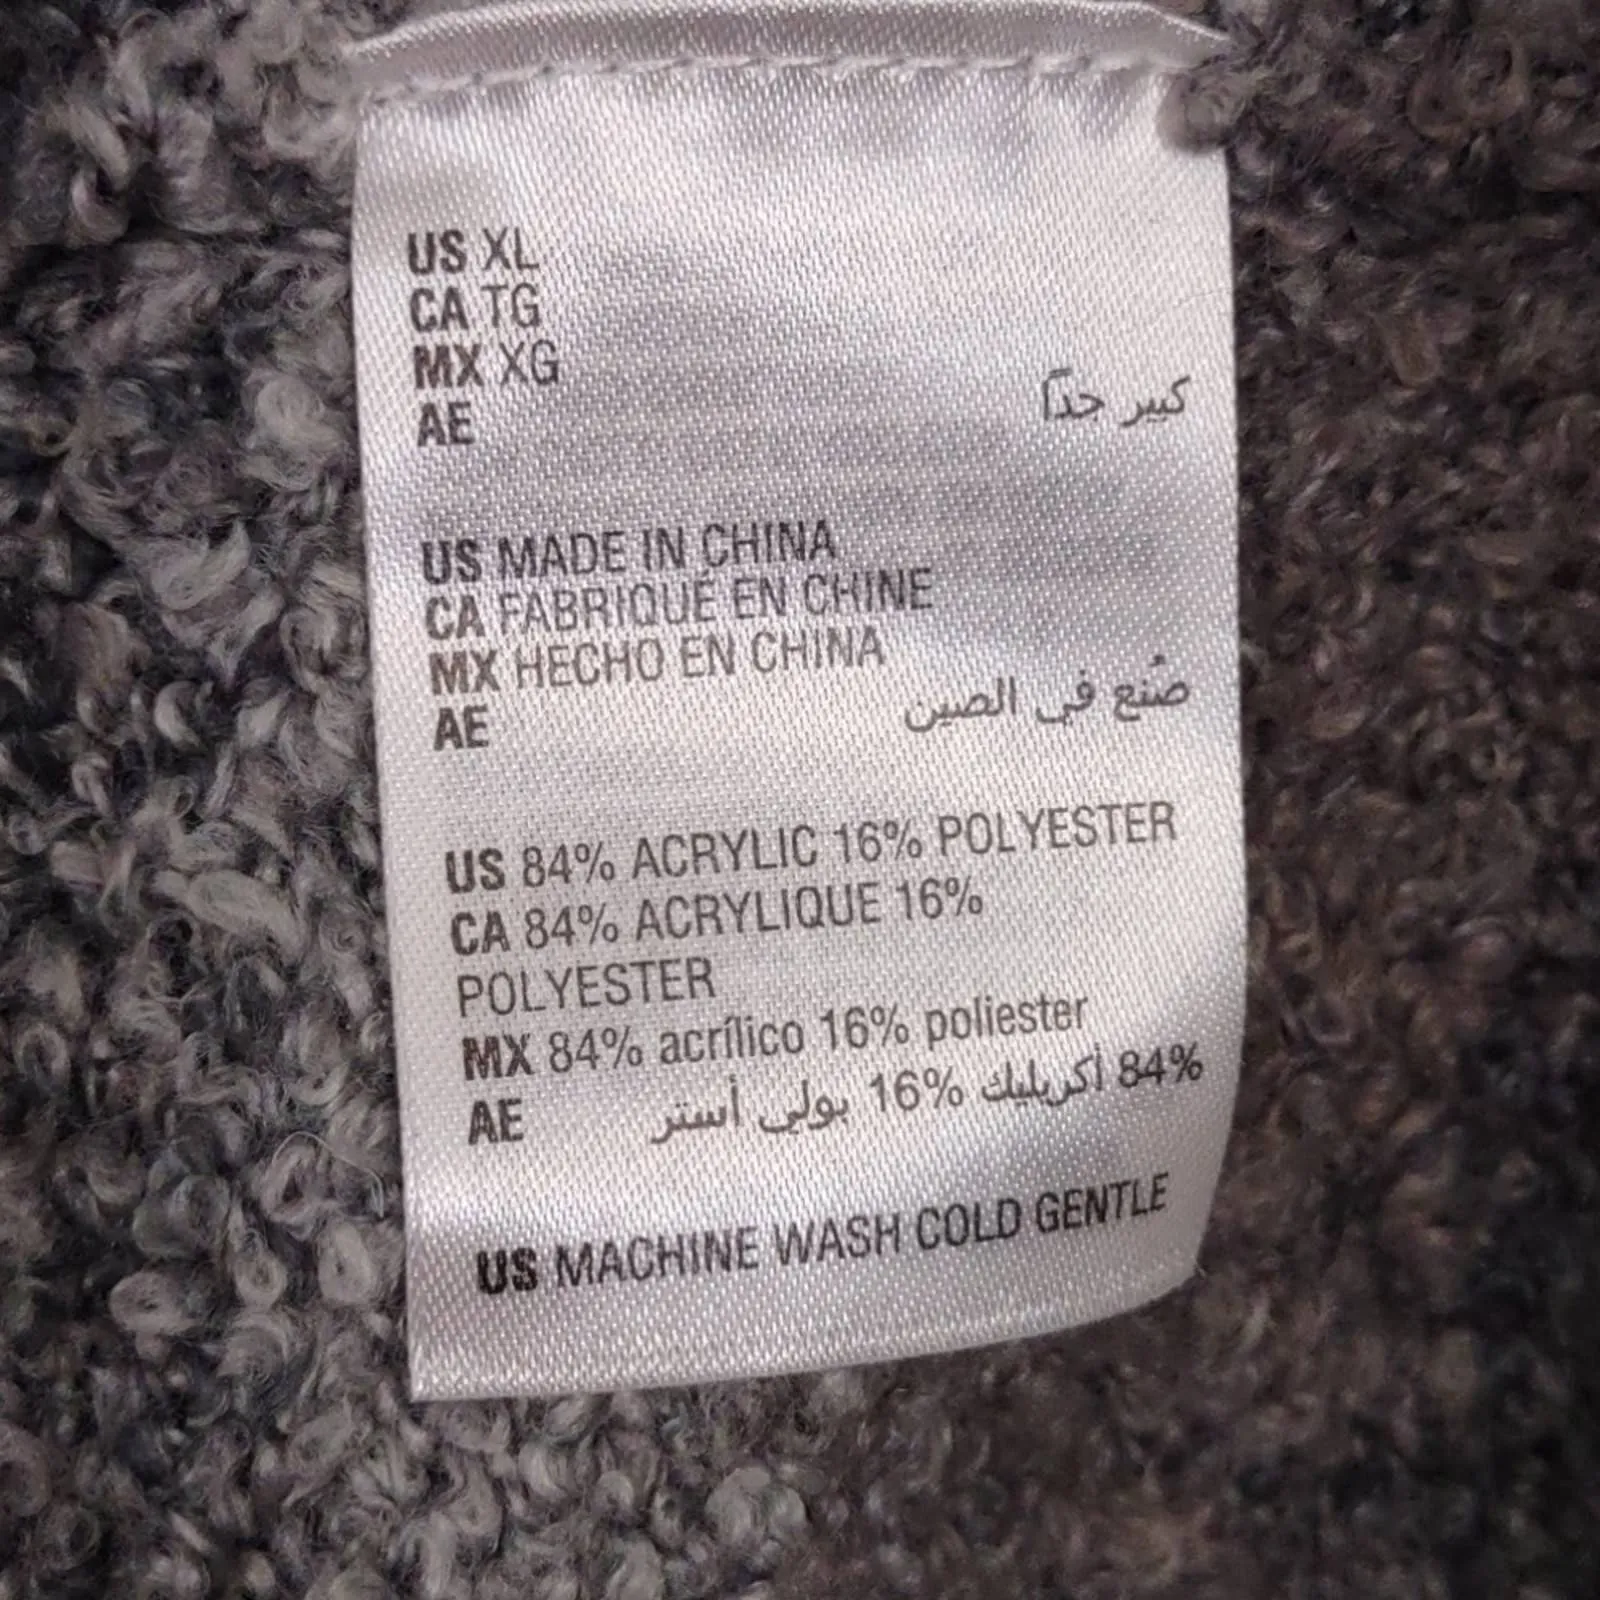 US XL
CA TG
MX XG
AE كبير جداً
US MADE IN CHINA
CA FABRIQUÉ EN CHINE
MX HECHO EN CHINA
AE صُنع في الصين
US 84% ACRYLIC 16% POLYESTER
CA 84% ACRYLIQUE 16%
POLYESTER
MX 84% acrílico 16% poliester
AE 84% أكريليك 16% بولي أستر
US MACHINE WASH COLD GENTLE